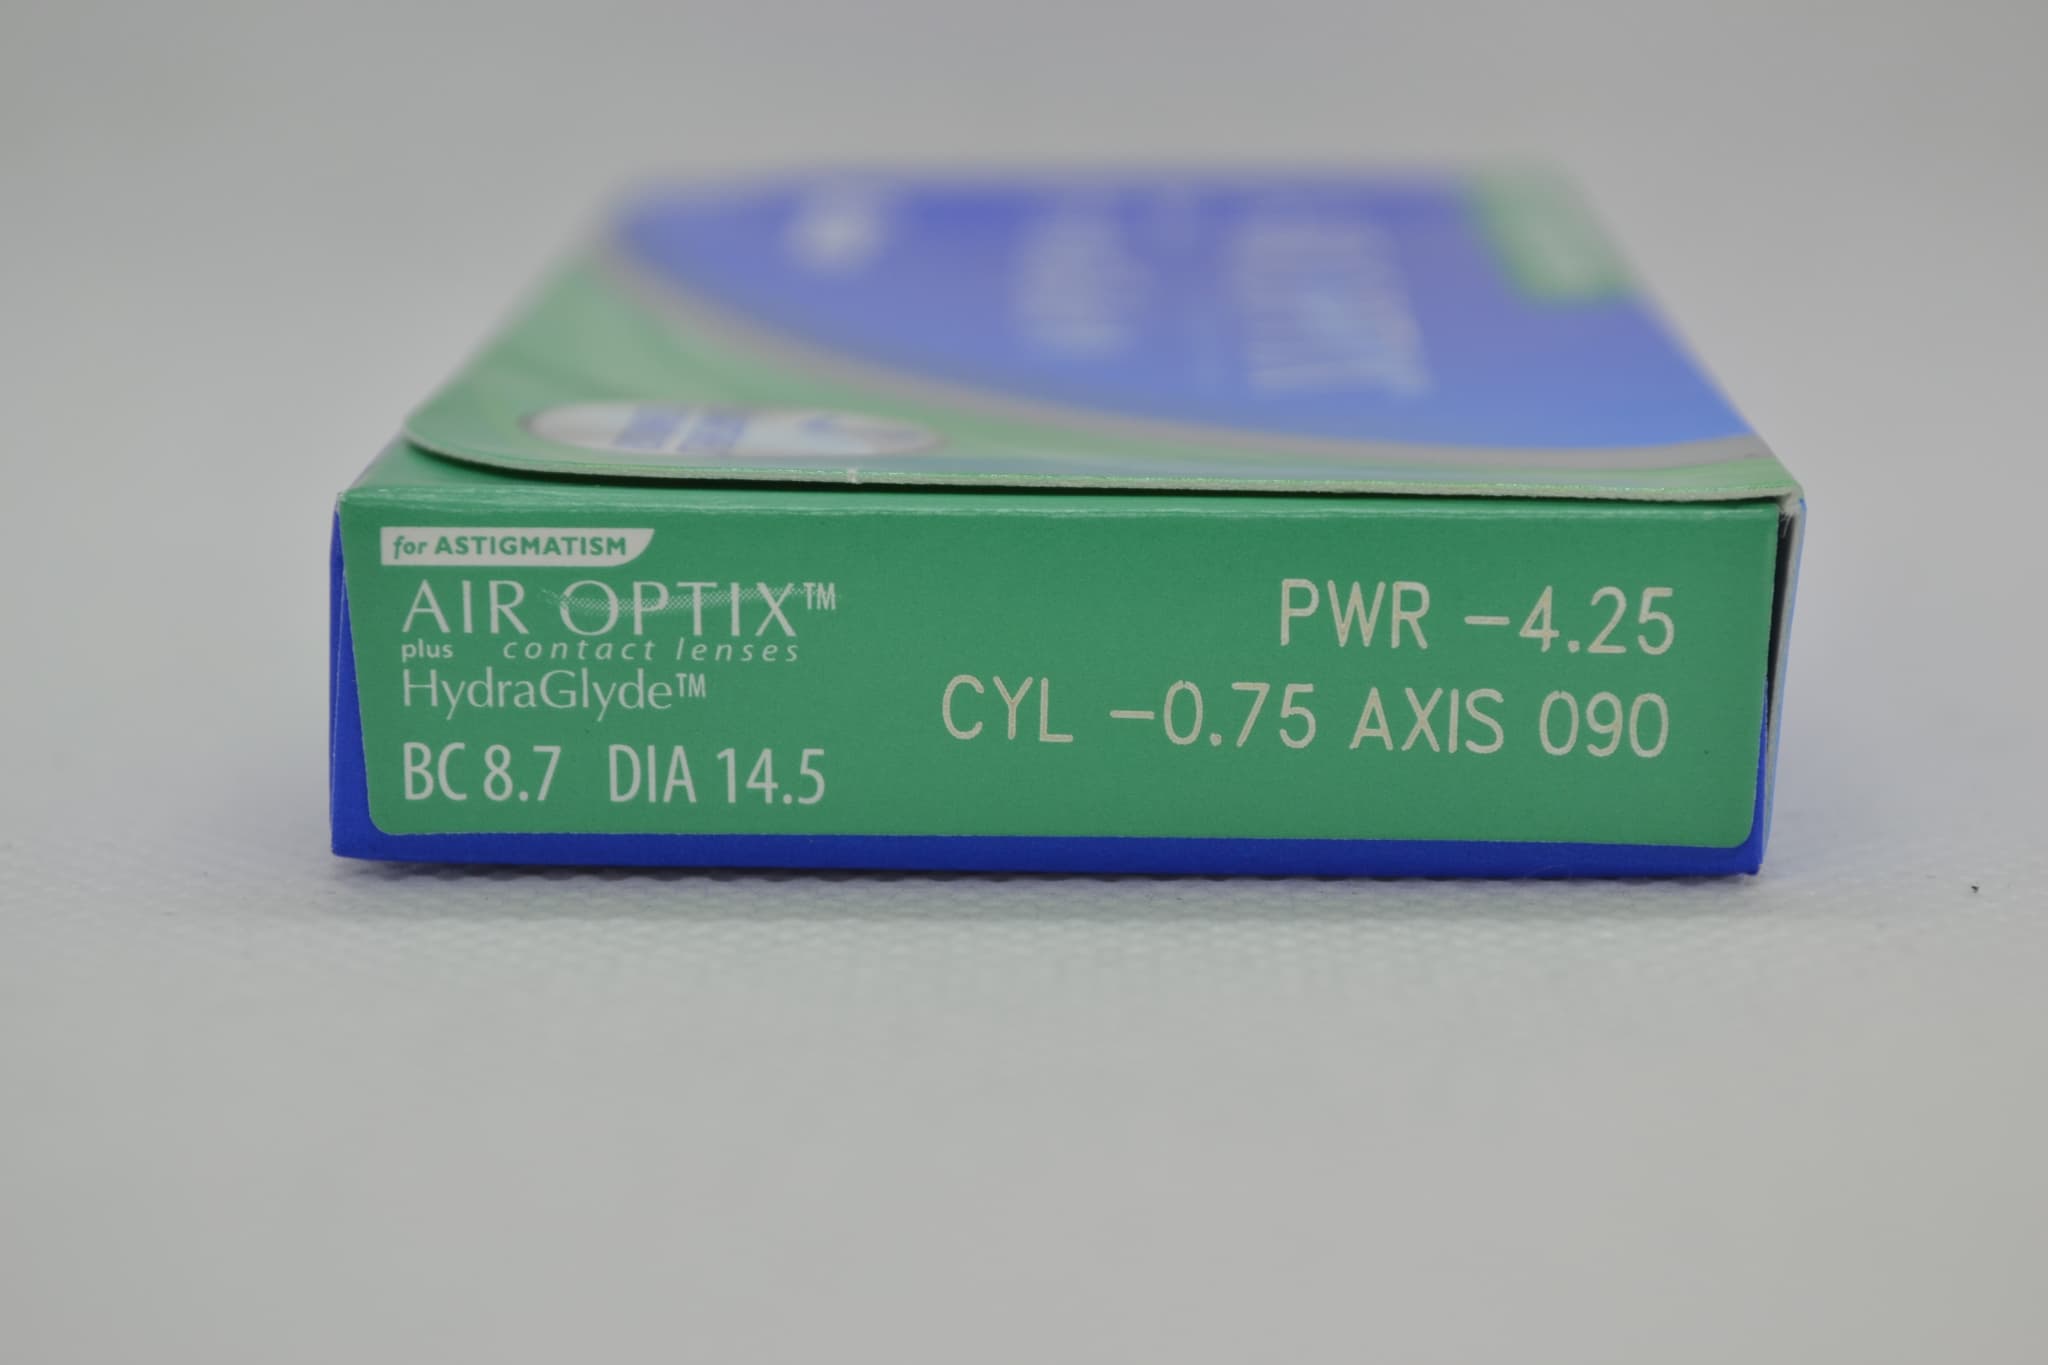 for ASTIGMATISM
AIR OPTIX™
plus contact lenses
HydraGlyde™
BC 8.7 DIA 14.5
PWR -4.25
CYL -0.75 AXIS 090